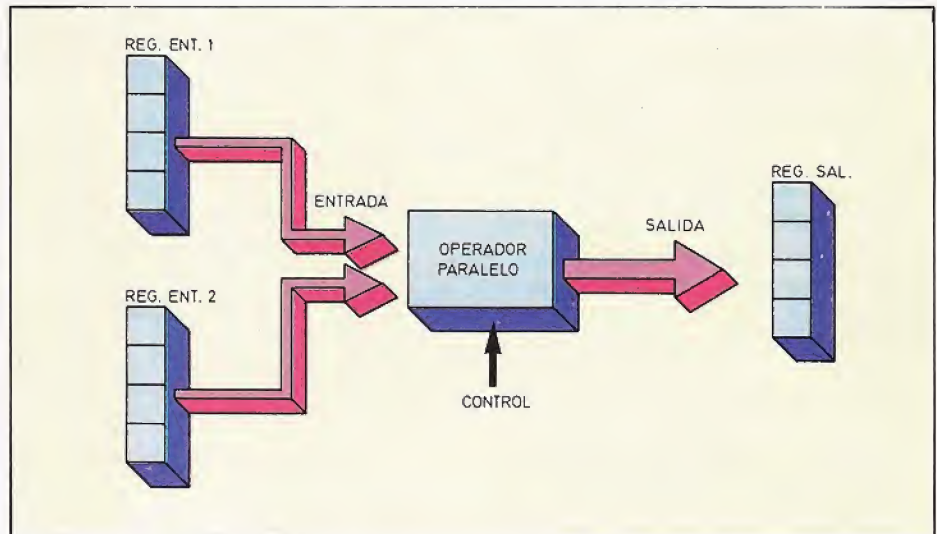 REG. ENT. 1
ENTRADA
REG. SAL.
SALIDA
OPERADOR
PARALELO
REG. ENT. 2
CONTROL